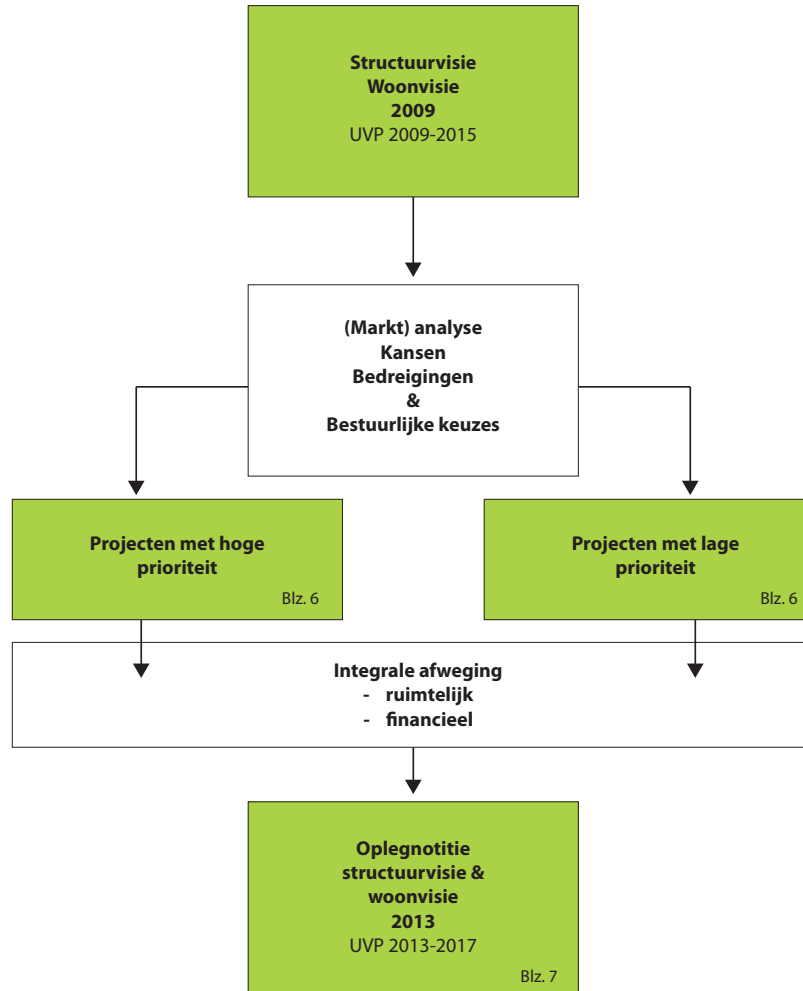 Structuurvisie
Woonvisie
2009
UVP 2009-2015
(Markt) analyse
Kansen
Bedreigingen
&
Bestuurlijke keuzes
Projecten met hoge
prioriteit
Blz. 6
Projecten met lage
prioriteit
Blz. 6
Integrale afweging
- ruimtelijk
- financieel
Oplegnotitie
structuurvisie &
woonvisie
2013
UVP 2013-2017
Blz. 7